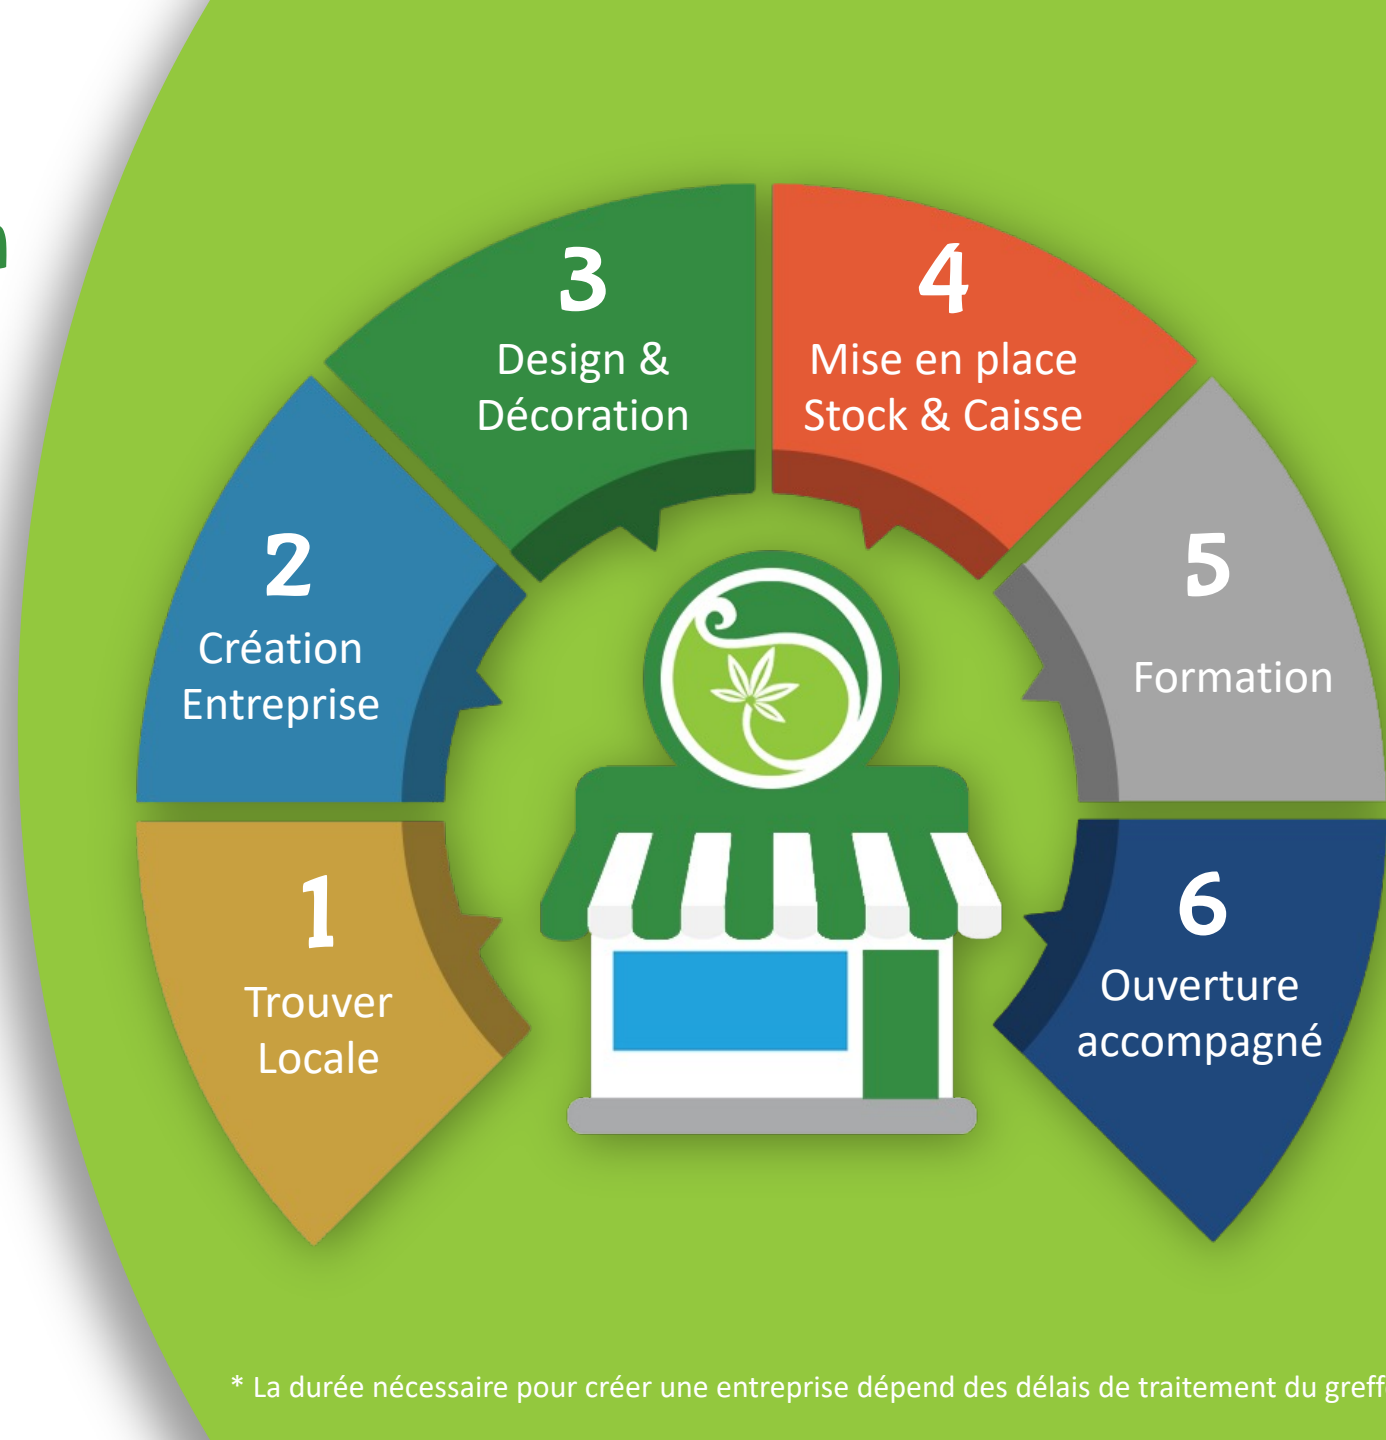 1
Trouver
Locale
2
Création
Entreprise
3
Design &
Décoration
4
Mise en place
Stock & Caisse
5
Formation
6
Ouverture
accompagné
* La durée nécessaire pour créer une entreprise dépend des délais de traitement du